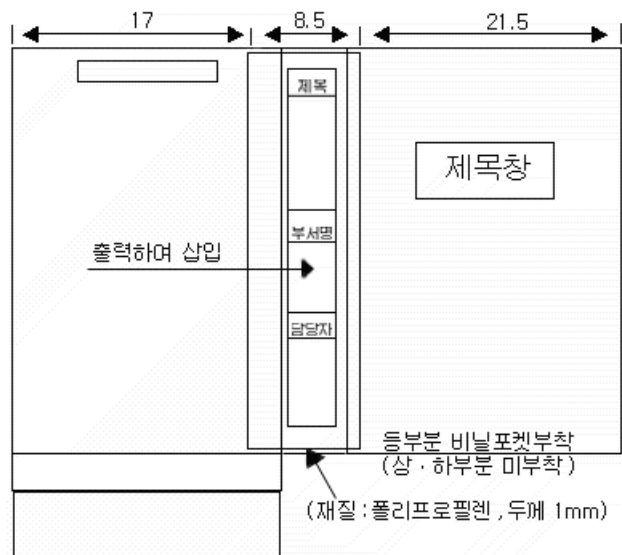 17
8.5
21.5
제목
제목창
부서명
출력하여 삽입
담당자
등부분 비닐포켓부착
(상 · 하부분 미부착)
(재질 : 폴리프로필렌 , 두께 1mm)